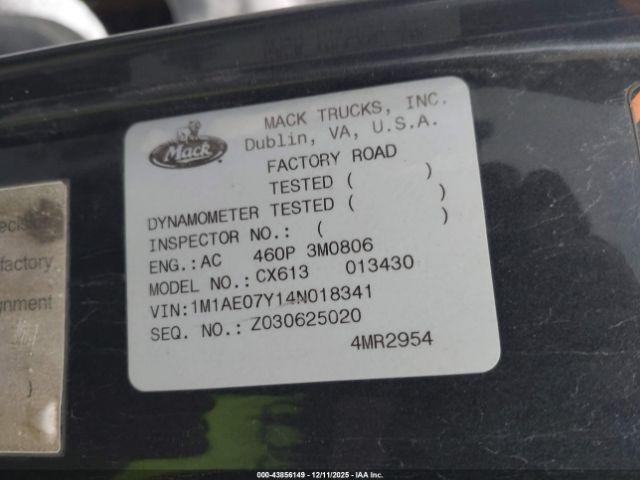 Mack
MACK TRUCKS, INC.
Dublin, VA, U.S.A.
FACTORY ROAD
TESTED ( )
DYNAMOMETER TESTED ( )
INSPECTOR NO.: ( )
ENG.:AC 460P 3M0806
MODEL NO.: CX613 013430
VIN:1M1AE07Y14N018341
SEQ. NO.: Z030625020
4MR2954
factory
gnment
)
000-43856149 - 12/11/2025 - IAA Inc.